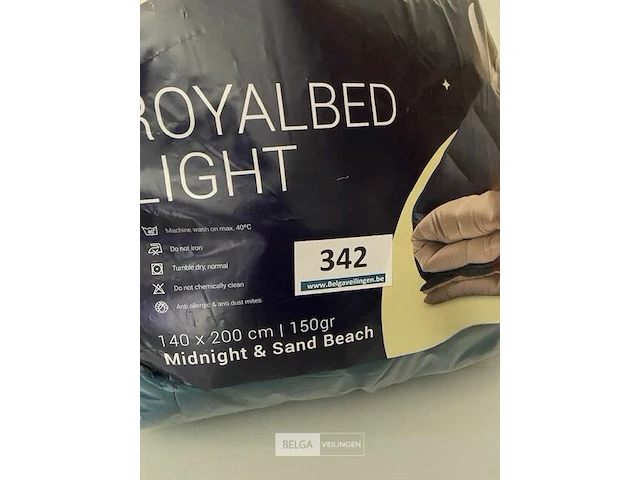 ROYALBED
LIGHT
Machine wash on max. 40ºC
Do not iron
Tumble dry, normal
Do not chemically clean
Anti allergic & anti dust mites
342
www.Belgaveilingen.be
140 x 200 cm | 150gr
Midnight & Sand Beach
BELGA VEILINGEN